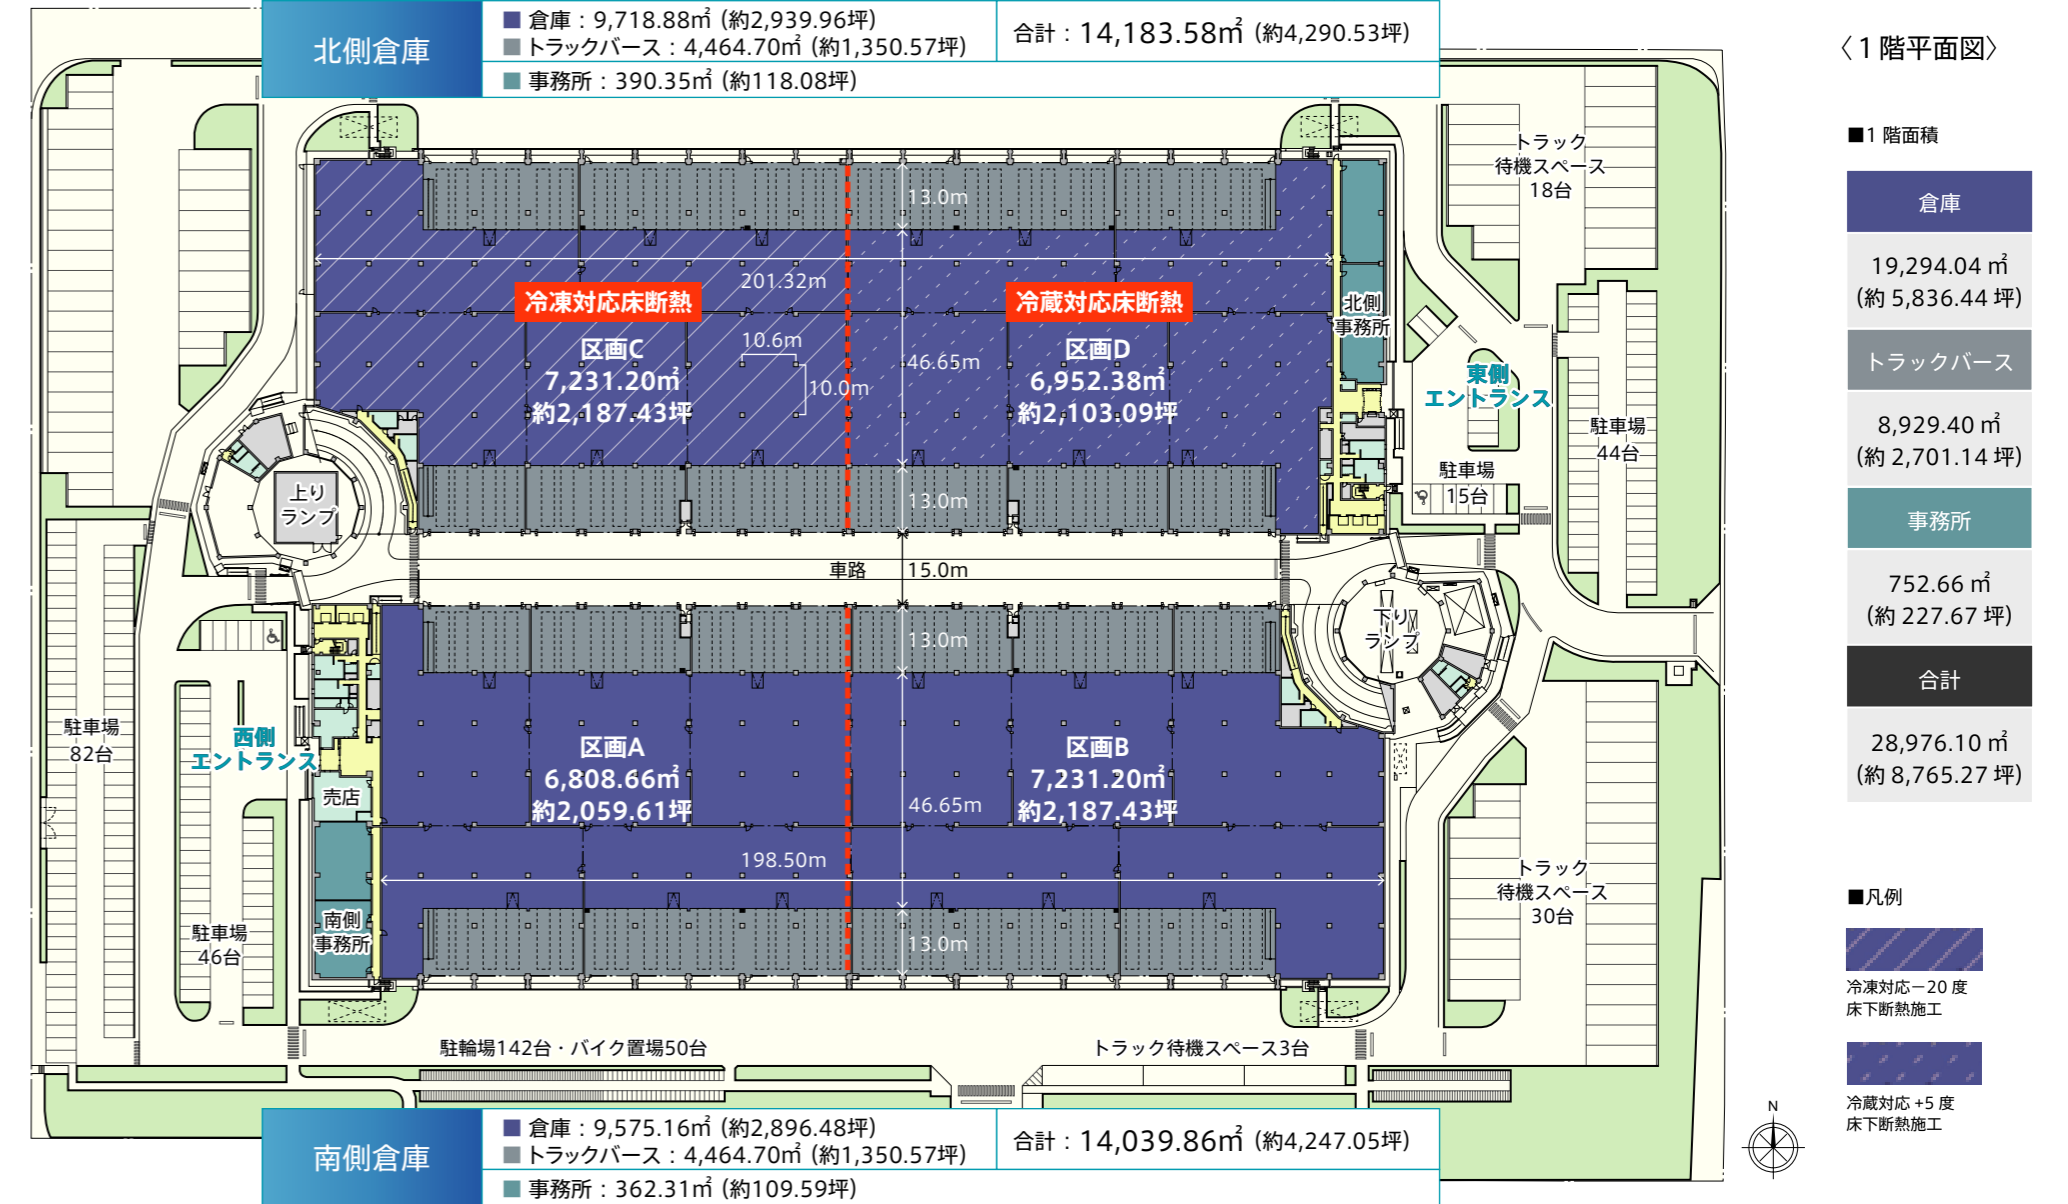 北側倉庫
■ 倉庫：9,718.88㎡ (約2,939.96坪)
■ トラックバース：4,464.70㎡ (約1,350.57坪)
合計：14,183.58㎡ (約4,290.53坪)
■ 事務所：390.35㎡ (約118.08坪)
〈1階平面図〉
■1 階面積
倉庫
19,294.04 ㎡
(約 5,836.44 坪)
トラックバース
8,929.40 ㎡
(約 2,701.14 坪)
事務所
752.66 ㎡
(約 227.67 坪)
合計
28,976.10 ㎡
(約 8,765.27 坪)
■凡例
冷凍対応－20 度
床下断熱施工
冷蔵対応 +5 度
床下断熱施工
N
トラック
待機スペース
18台
13.0m
201.32m
冷凍対応床断熱
冷蔵対応床断熱
北側
事務所
区画C
7,231.20㎡
約2,187.43坪
10.6m
10.0m
46.65m
区画D
6,952.38㎡
約2,103.09坪
東側
エントランス
駐車場
44台
駐車場
15台
上り
ランプ
13.0m
車路
15.0m
13.0m
下り
ランプ
駐車場
82台
西側
エントランス
売店
区画A
6,808.66㎡
約2,059.61坪
46.65m
区画B
7,231.20㎡
約2,187.43坪
198.50m
南側
事務所
駐車場
46台
13.0m
トラック
待機スペース
30台
駐輪場142台・バイク置場50台
トラック待機スペース3台
南側倉庫
■ 倉庫：9,575.16㎡ (約2,896.48坪)
■ トラックバース：4,464.70㎡ (約1,350.57坪)
合計：14,039.86㎡ (約4,247.05坪)
■ 事務所：362.31㎡ (約109.59坪)